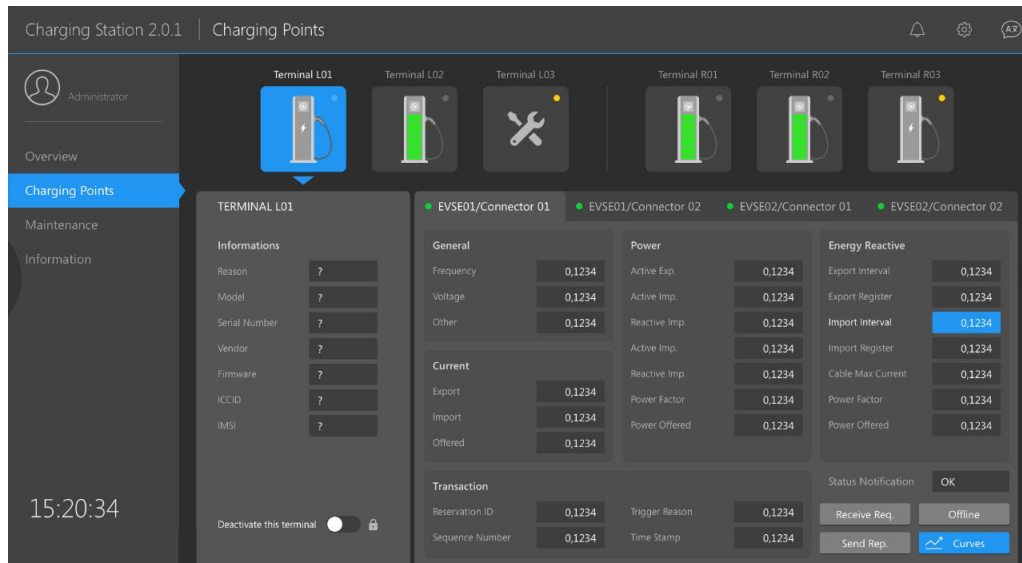 Charging Station 2.0.1 | Charging Points
Administrator
Overview
Charging Points
Maintenance
Information
15:20:34
Terminal L01
Terminal L02
Terminal L03
Terminal R01
Terminal R02
Terminal R03
TERMINAL L01
Informations
Reason ?
Model ?
Serial Number ?
Vendor ?
Firmware ?
ICCID ?
IMSI ?
Deactivate this terminal
EVSE01/Connector 01
EVSE01/Connector 02
EVSE02/Connector 01
EVSE02/Connector 02
General
Frequency 0,1234
Voltage 0,1234
Other 0,1234
Current
Export 0,1234
Import 0,1234
Offered 0,1234
Power
Active Exp. 0,1234
Active Imp. 0,1234
Reactive Imp. 0,1234
Active Imp. 0,1234
Reactive Imp. 0,1234
Power Factor 0,1234
Power Offered 0,1234
Energy Reactive
Export Interval 0,1234
Export Register 0,1234
Import Interval 0,1234
Import Register 0,1234
Cable Max Current 0,1234
Power Factor 0,1234
Power Offered 0,1234
Transaction
Reservation ID 0,1234
Sequence Number 0,1234
Trigger Reason 0,1234
Time Stamp 0,1234
Status Notification OK
Receive Req.
Offline
Send Rep.
Curves